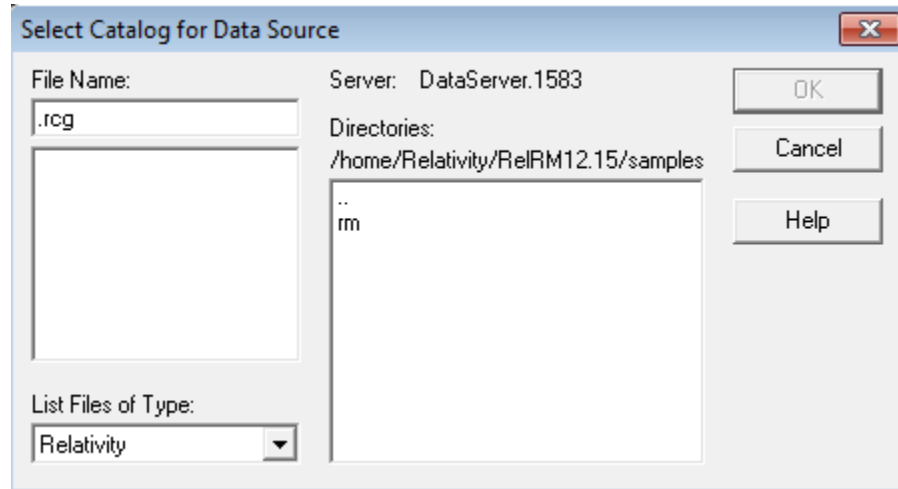 Select Catalog for Data Source
File Name:
.rcg
List Files of Type:
Relativity
Server: DataServer.1583
Directories:
/home/Relativity/RelRM12.15/samples
..
rm
OK
Cancel
Help